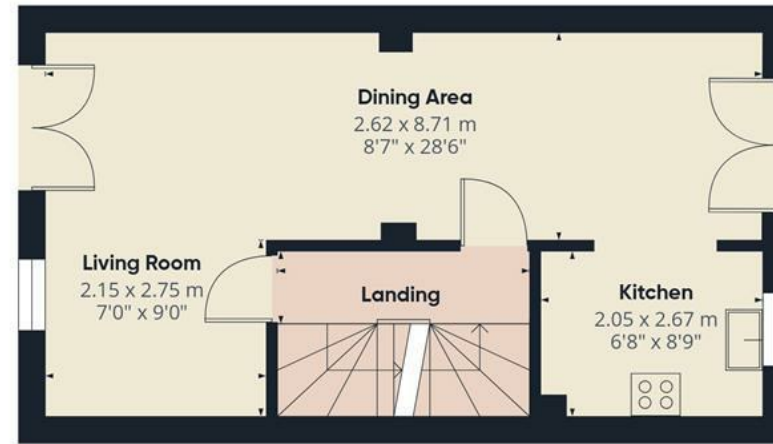 Dining Area
2.62 x 8.71 m
8'7" x 28'6"
Living Room
2.15 x 2.75 m
7'0" x 9'0"
Landing
Kitchen
2.05 x 2.67 m
6'8" x 8'9"